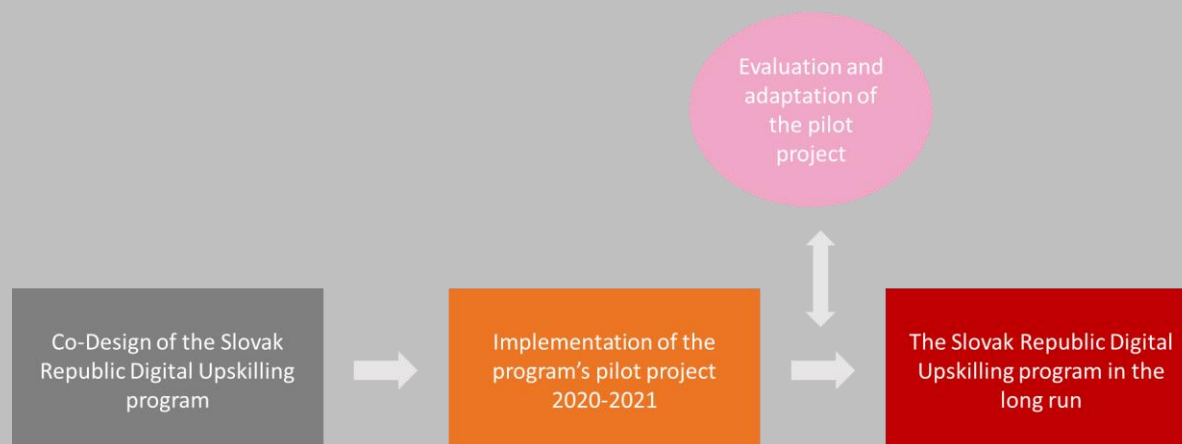 Evaluation and
adaptation of
the pilot
project
Co-Design of the Slovak
Republic Digital Upskilling
program
Implementation of the
program's pilot project
2020-2021
The Slovak Republic Digital
Upskilling program in the
long run